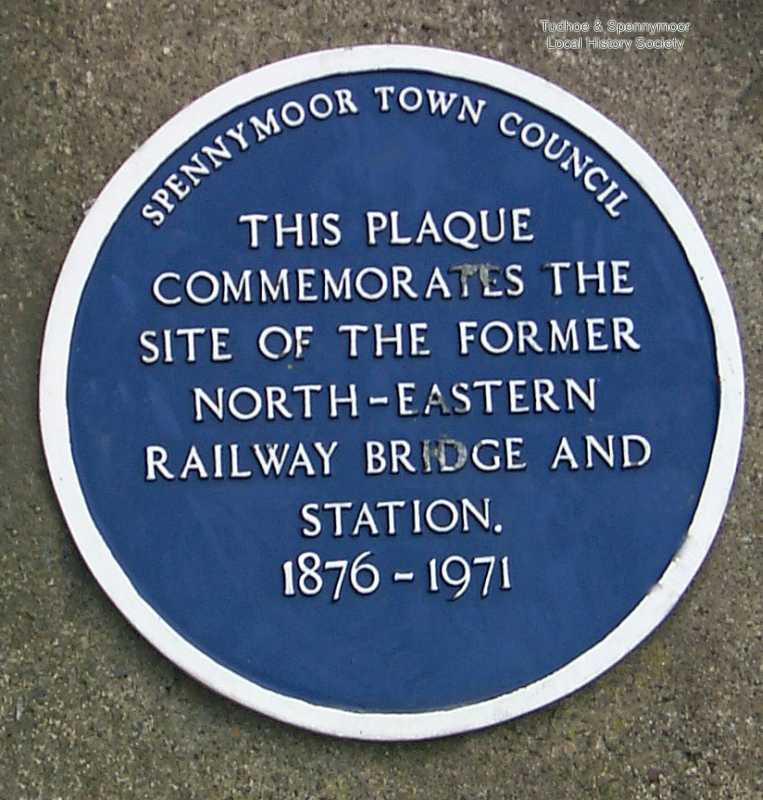 Tudhoe & Spennymoor
Local History Society
SPENNYMOOR TOWN COUNCIL
THIS PLAQUE
COMMEMORATES THE
SITE OF THE FORMER
NORTH-EASTERN
RAILWAY BRIDGE AND
STATION.
1876-1971